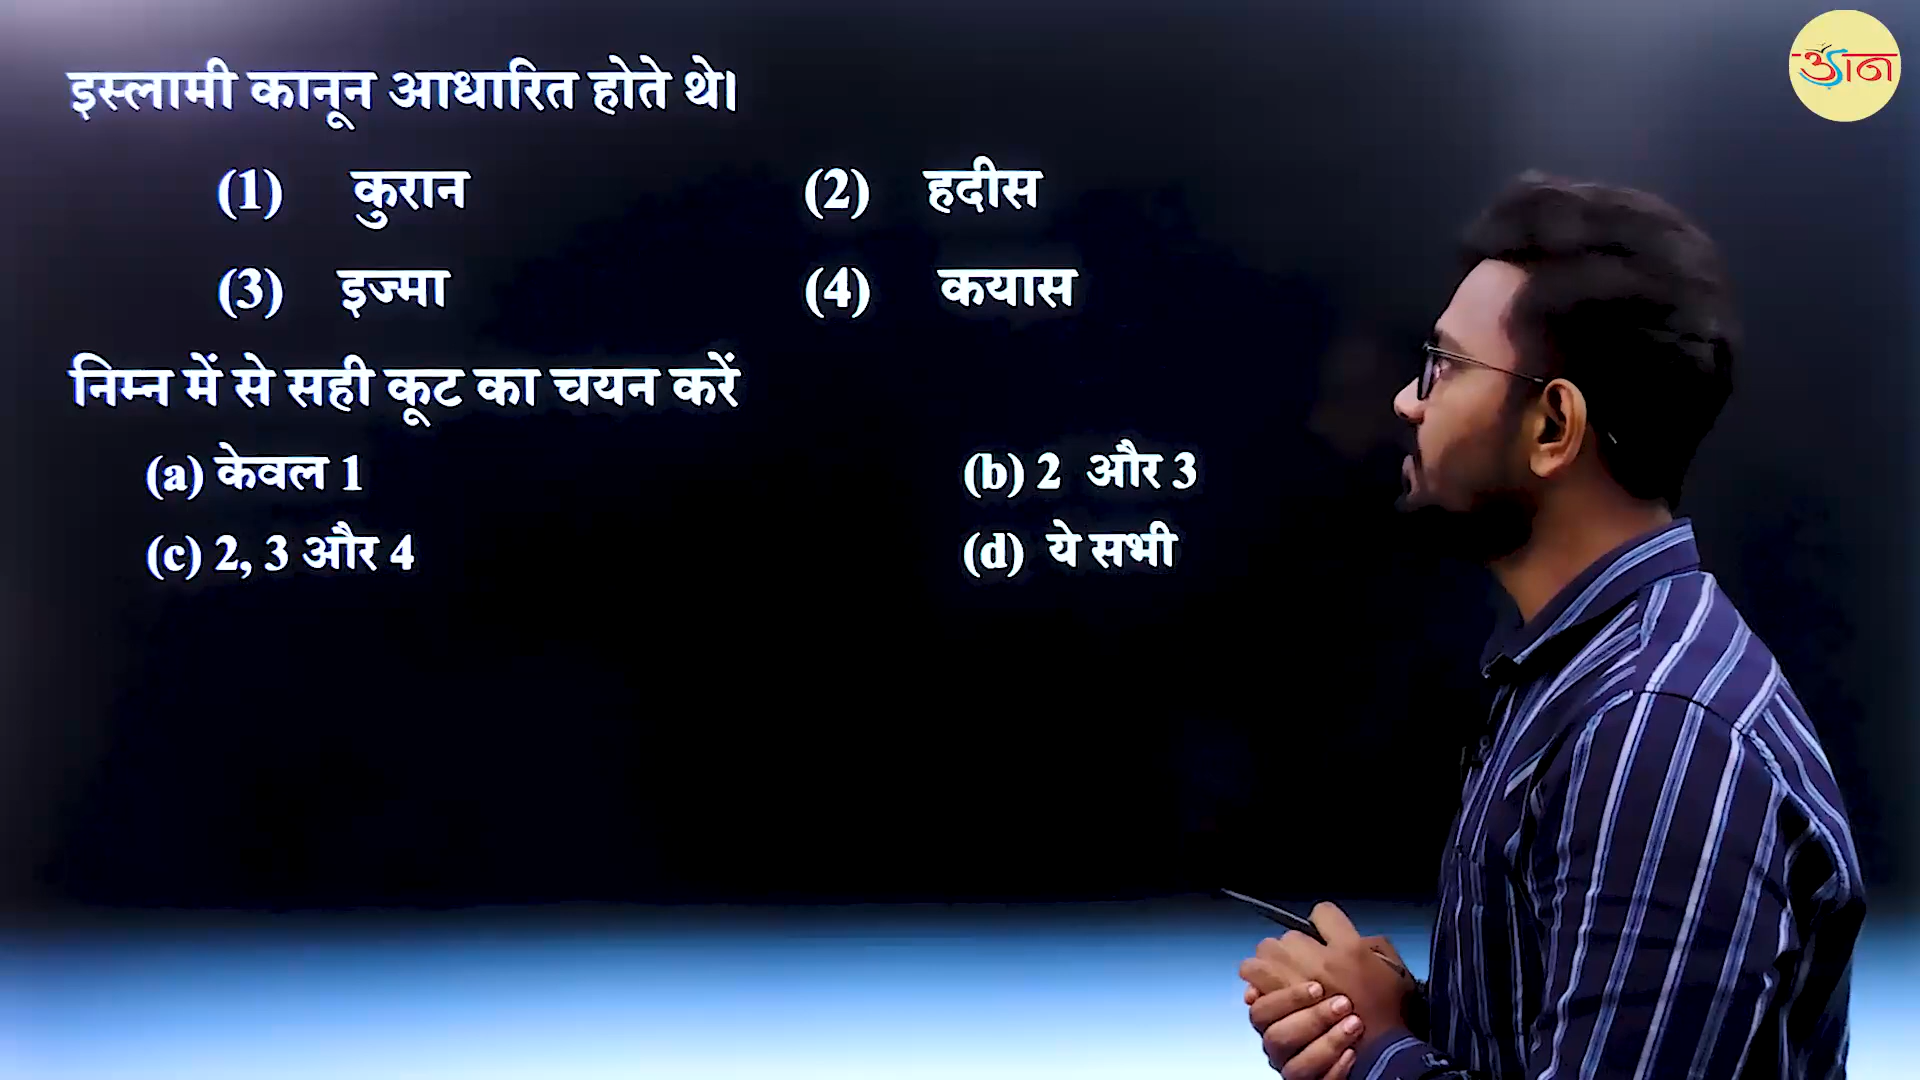 इस्लामी कानून आधारित होते थे।
(1) कुरान (2) हदीस
(3) इज्मा (4) कयास
निम्न में से सही कूट का चयन करें
(a) केवल 1 (b) 2 और 3
(c) 2, 3 और 4 (d) ये सभी